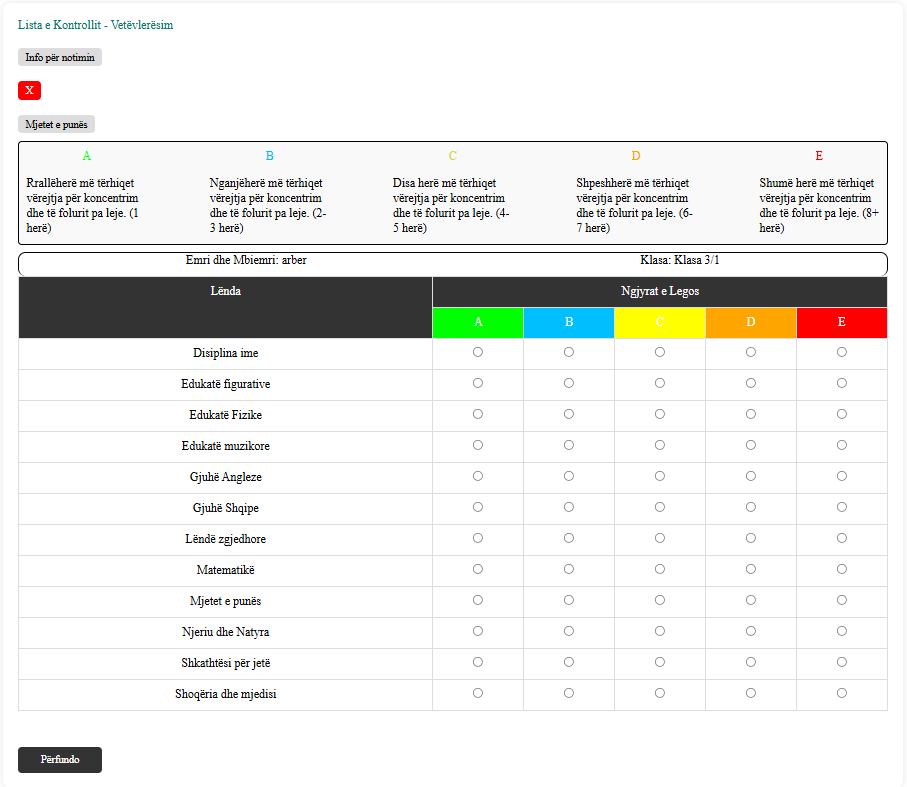 Lista e Kontrollit - Vetëvlerësim
Info për notimin
X
Mjetet e punës
A
Rrallëherë më tërhiqet
vërejtja për koncentrim
dhe të folurit pa leje. (1
herë)
B
Nganjëherë më tërhiqet
vërejtja për koncentrim
dhe të folurit pa leje. (2-
3 herë)
C
Disa herë më tërhiqet
vërejtja për koncentrim
dhe të folurit pa leje. (4-
5 herë)
D
Shpeshherë më tërhiqet
vërejtja për koncentrim
dhe të folurit pa leje. (6-
7 herë)
E
Shumë herë më tërhiqet
vërejtja për koncentrim
dhe të folurit pa leje. (8+
herë)
Emri dhe Mbiemri: arber Klasa: Klasa 3/1
Lënda Ngjyrat e Legos
A B C D E
Disiplina ime
Edukatë figurative
Edukatë Fizike
Edukatë muzikore
Gjuhë Angleze
Gjuhë Shqipe
Lëndë zgjedhore
Matematikë
Mjetet e punës
Njeriu dhe Natyra
Shkathtësi për jetë
Shoqëria dhe mjedisi
Përfundo